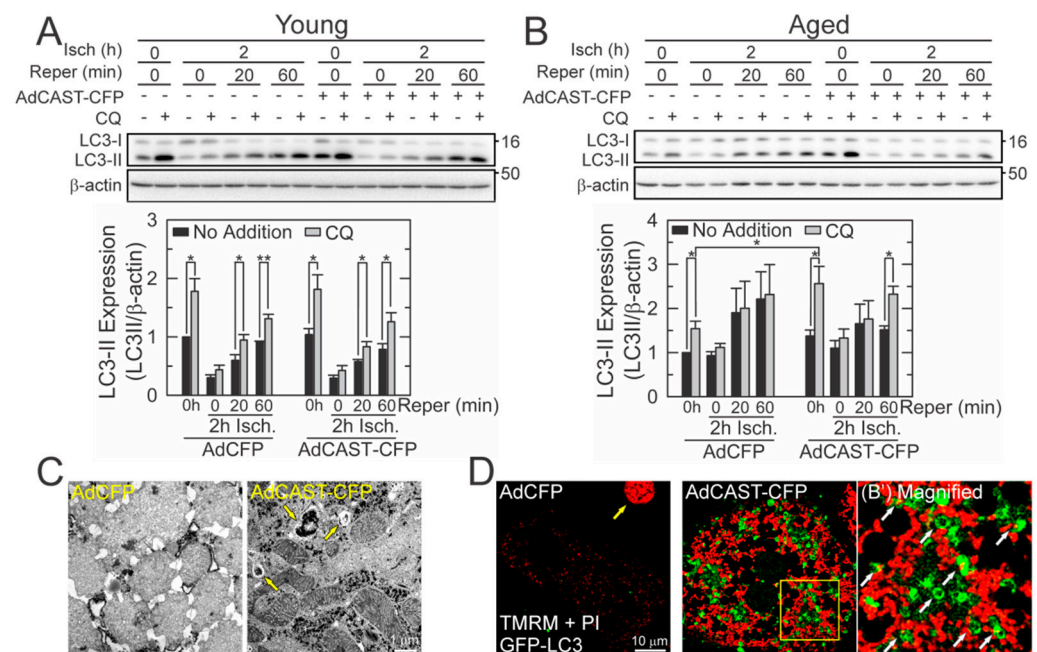 A
Young
Isch (h) 0 2 0 2
Reper (min) 0 0 20 60 0 0 20 60
AdCAST-CFP - - - - - - - - + + + + + + + +
CQ - + - + - + - + - + - + - + - +
LC3-I
LC3-II
16
β-actin
50
LC3-II Expression
(LC3II/β-actin)
3
2
1
0
No Addition CQ
* * ** * * *
0h 0 20 60 0h 0 20 60 Reper (min)
2h Isch. 2h Isch.
AdCFP AdCAST-CFP
B
Aged
Isch (h) 0 2 0 2
Reper (min) 0 0 20 60 0 0 20 60
AdCAST-CFP - - - - - - - - + + + + + + + +
CQ - + - + - + - + - + - + - + - +
LC3-I
LC3-II
16
β-actin
50
LC3-II Expression
(LC3II/β-actin)
4
3
2
1
0
No Addition CQ
* * * *
0h 0 20 60 0h 0 20 60 Reper (min)
2h Isch. 2h Isch.
AdCFP AdCAST-CFP
C
AdCFP
AdCAST-CFP
1 μm
D
AdCFP
TMRM + PI
GFP-LC3
10 μm
AdCAST-CFP
(B') Magnified